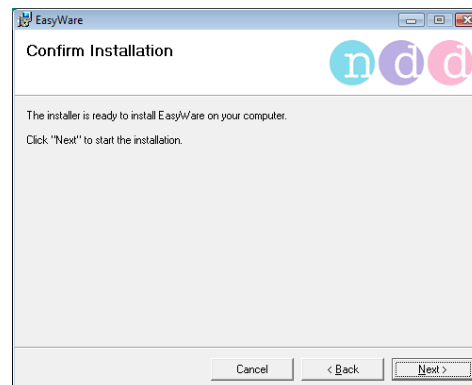 EasyWare
Confirm Installation
ndd
The installer is ready to install EasyWare on your computer.
Click "Next" to start the installation.
Cancel
< Back
Next >